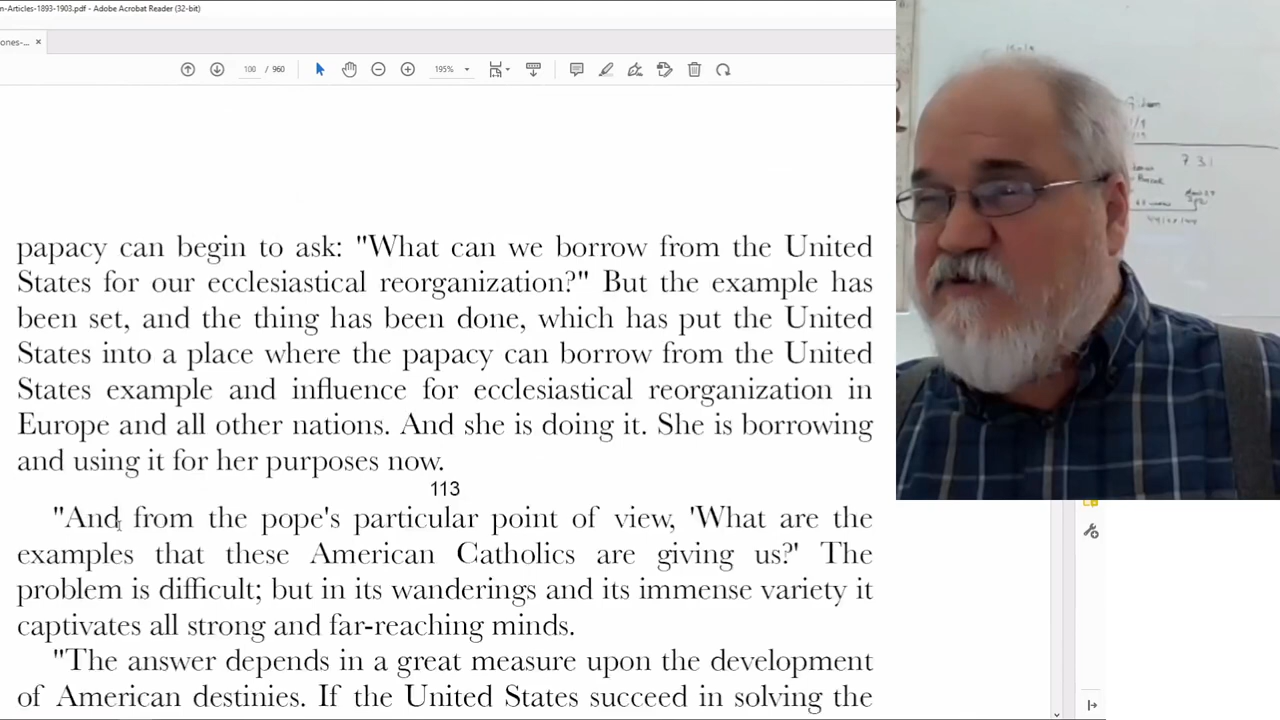 n-Articles-1893-1903.pdf - Adobe Acrobat Reader (32-bit)
ones-... ×
100 / 960
195%
papacy can begin to ask: "What can we borrow from the United
States for our ecclesiastical reorganization?" But the example has
been set, and the thing has been done, which has put the United
States into a place where the papacy can borrow from the United
States example and influence for ecclesiastical reorganization in
Europe and all other nations. And she is doing it. She is borrowing
and using it for her purposes now.
113
"And from the pope's particular point of view, 'What are the
examples that these American Catholics are giving us?' The
problem is difficult; but in its wanderings and its immense variety it
captivates all strong and far-reaching minds.
"The answer depends in a great measure upon the development
of American destinies. If the United States succeed in solving the
731